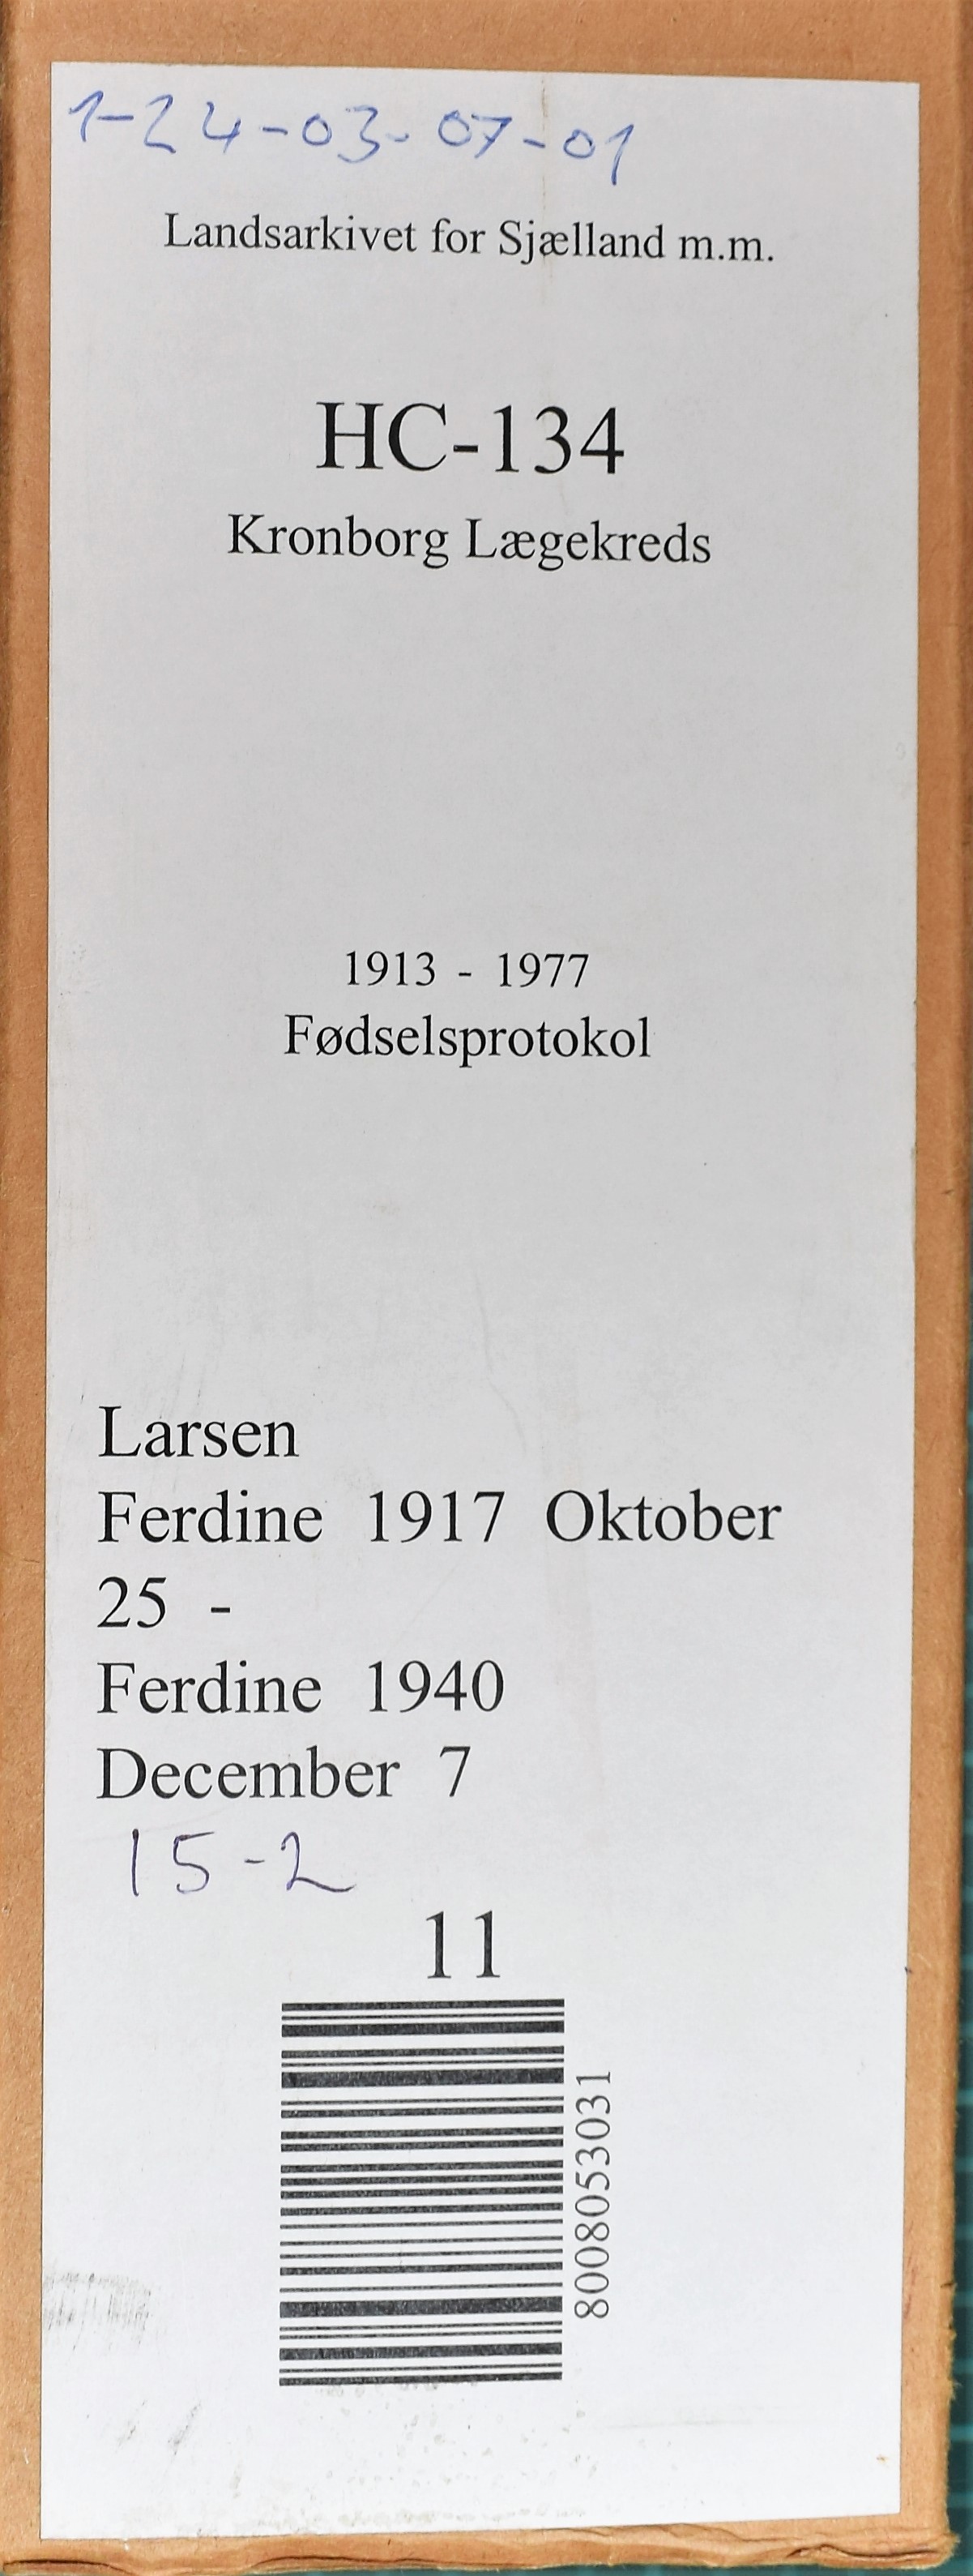 1-24-03-07-01
Landsarkivet for Sjælland m.m.
HC-134
Kronborg Lægekreds
1913 - 1977
Fødselsprotokol
Larsen
Ferdine 1917 Oktober
25 -
Ferdine 1940
December 7
15-2
11
8008053031